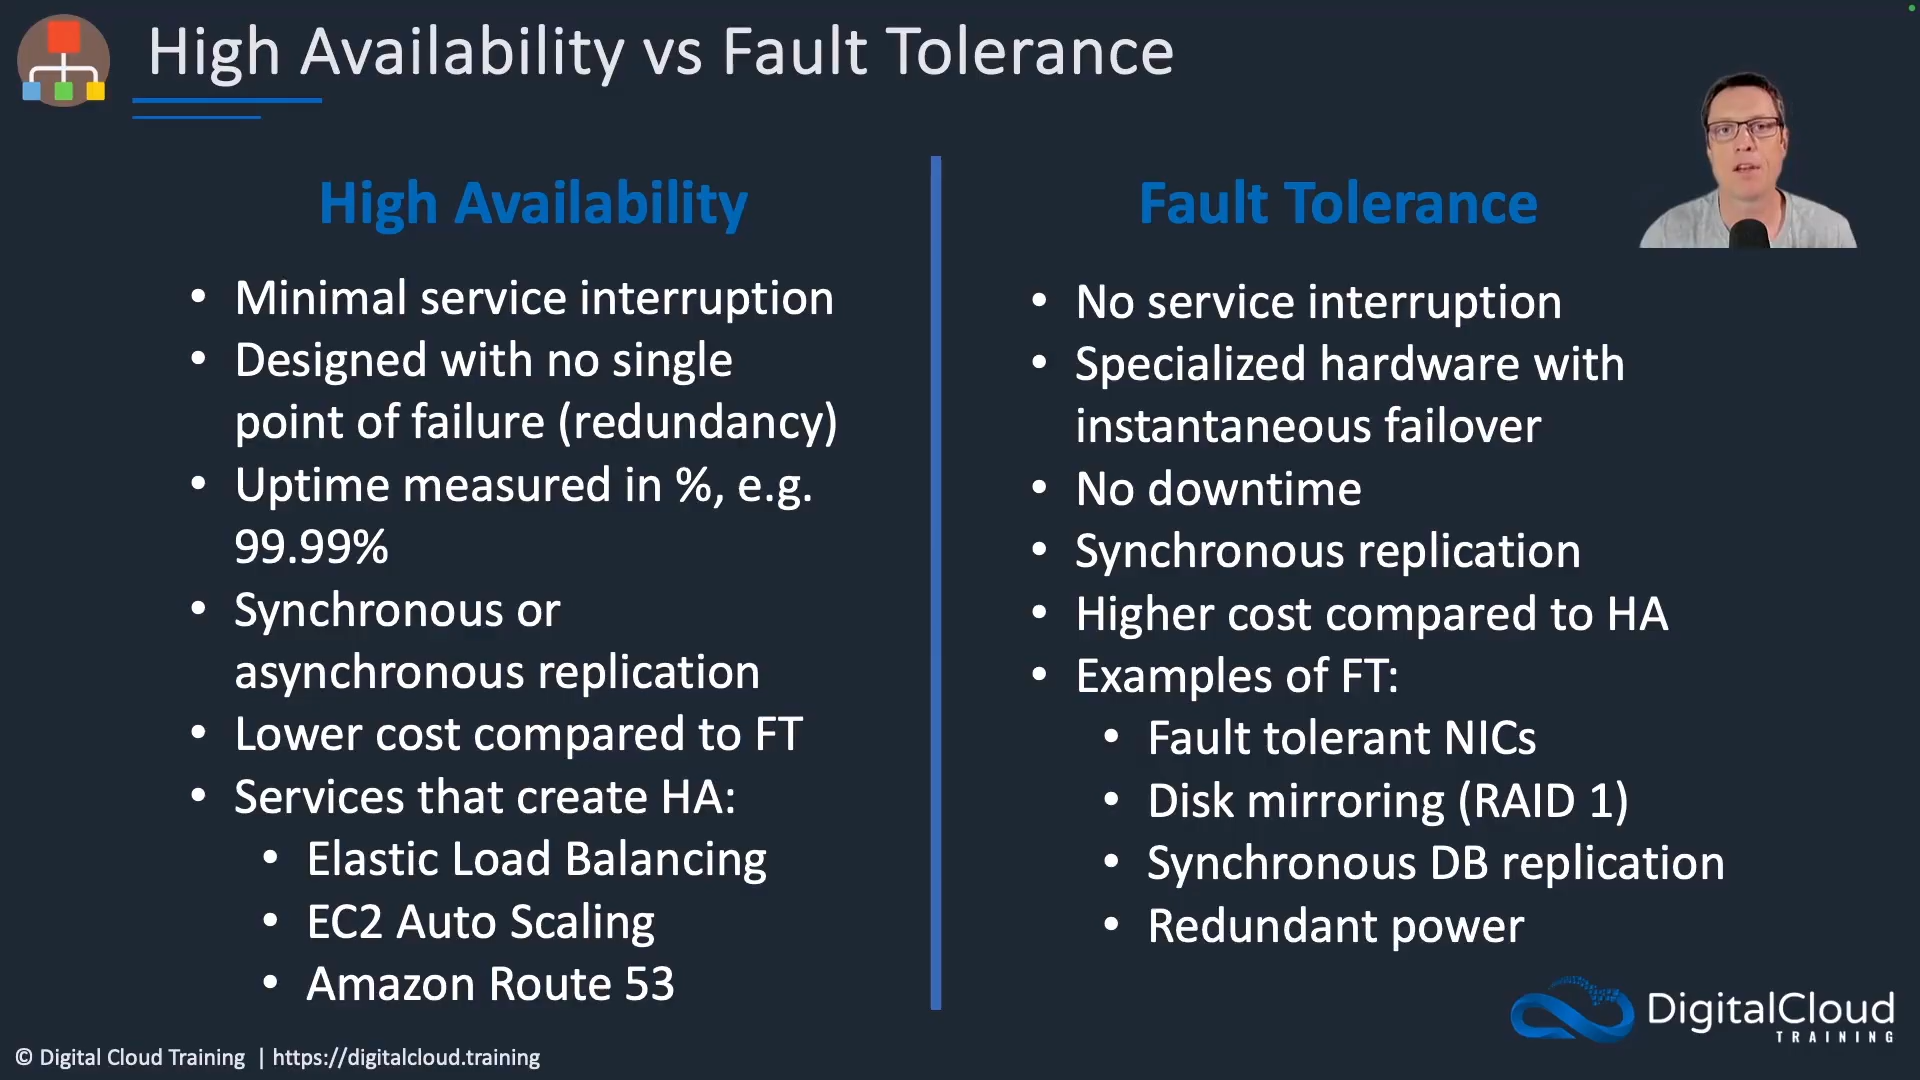 High Availability vs Fault Tolerance
High Availability
• Minimal service interruption
• Designed with no single
point of failure (redundancy)
• Uptime measured in %, e.g.
99.99%
• Synchronous or
asynchronous replication
• Lower cost compared to FT
• Services that create HA:
• Elastic Load Balancing
• EC2 Auto Scaling
• Amazon Route 53
Fault Tolerance
• No service interruption
• Specialized hardware with
instantaneous failover
• No downtime
• Synchronous replication
• Higher cost compared to HA
• Examples of FT:
• Fault tolerant NICs
• Disk mirroring (RAID 1)
• Synchronous DB replication
• Redundant power
DigitalCloud
TRAINING
© Digital Cloud Training | https://digitalcloud.training